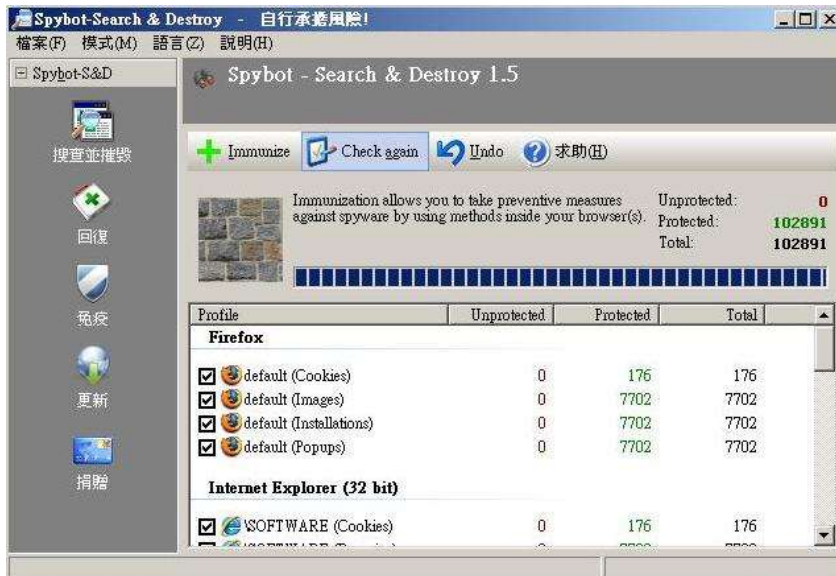 Spybot-Search & Destroy - 自行承擔風險!
檔案(F) 模式(M) 語言(Z) 說明(H)
Spybot-S&D
搜查並摧毀
回復
免疫
更新
捐贈
Spybot - Search & Destroy 1.5
Immunize Check again Undo 求助(H)
Immunization allows you to take preventive measures
against spyware by using methods inside your browser(s).
Unprotected: 0
Protected: 102891
Total: 102891
Profile Unprotected Protected Total
Firefox
default (Cookies) 0 176 176
default (Images) 0 7702 7702
default (Installations) 0 7702 7702
default (Popups) 0 7702 7702
Internet Explorer (32 bit)
\SOFTWARE (Cookies) 0 176 176